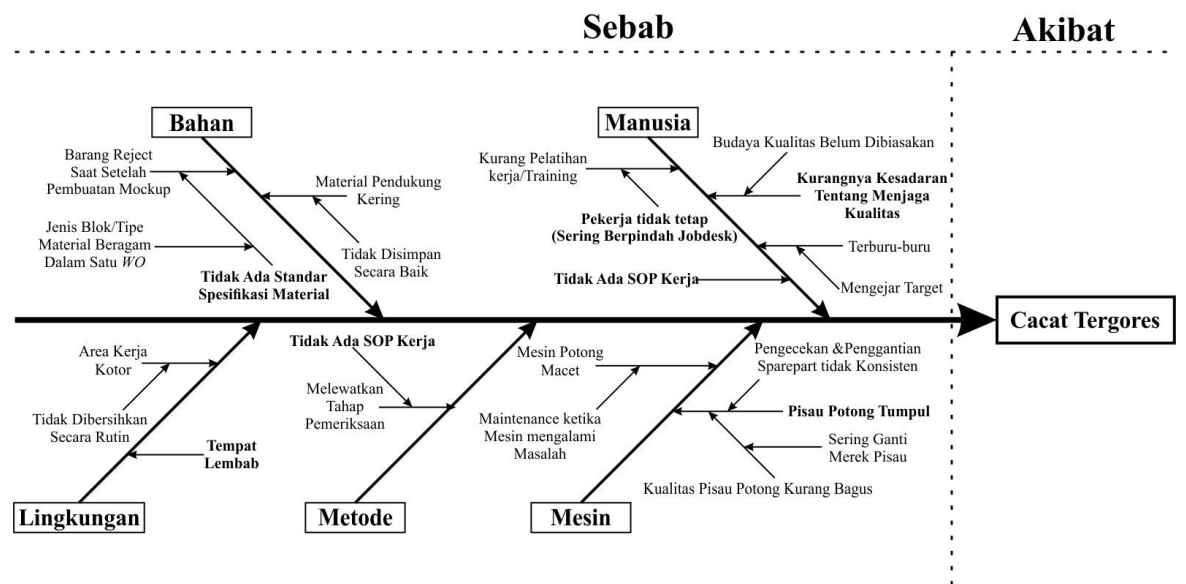 Sebab
Akibat
Bahan
Barang Reject
Saat Setelah
Pembuatan Mockup
Material Pendukung
Kering
Jenis Blok/Tipe
Material Beragam
Dalam Satu WO
Tidak Disimpan
Secara Baik
Tidak Ada Standar
Spesifikasi Material
Manusia
Kurang Pelatihan
kerja/Training
Budaya Kualitas Belum Dibiasakan
Kurangnya Kesadaran
Tentang Menjaga
Kualitas
Pekerja tidak tetap
(Sering Berpindah Jobdesk)
Terburu-buru
Tidak Ada SOP Kerja
Mengejar Target
Cacat Tergores
Area Kerja
Kotor
Tidak Dibersihkan
Secara Rutin
Tempat
Lembab
Lingkungan
Tidak Ada SOP Kerja
Melewatkan
Tahap
Pemeriksaan
Metode
Mesin Potong
Macet
Pengecekan &Penggantian
Sparepart tidak Konsisten
Maintenance ketika
Mesin mengalami
Masalah
Pisau Potong Tumpul
Sering Ganti
Merek Pisau
Kualitas Pisau Potong Kurang Bagus
Mesin